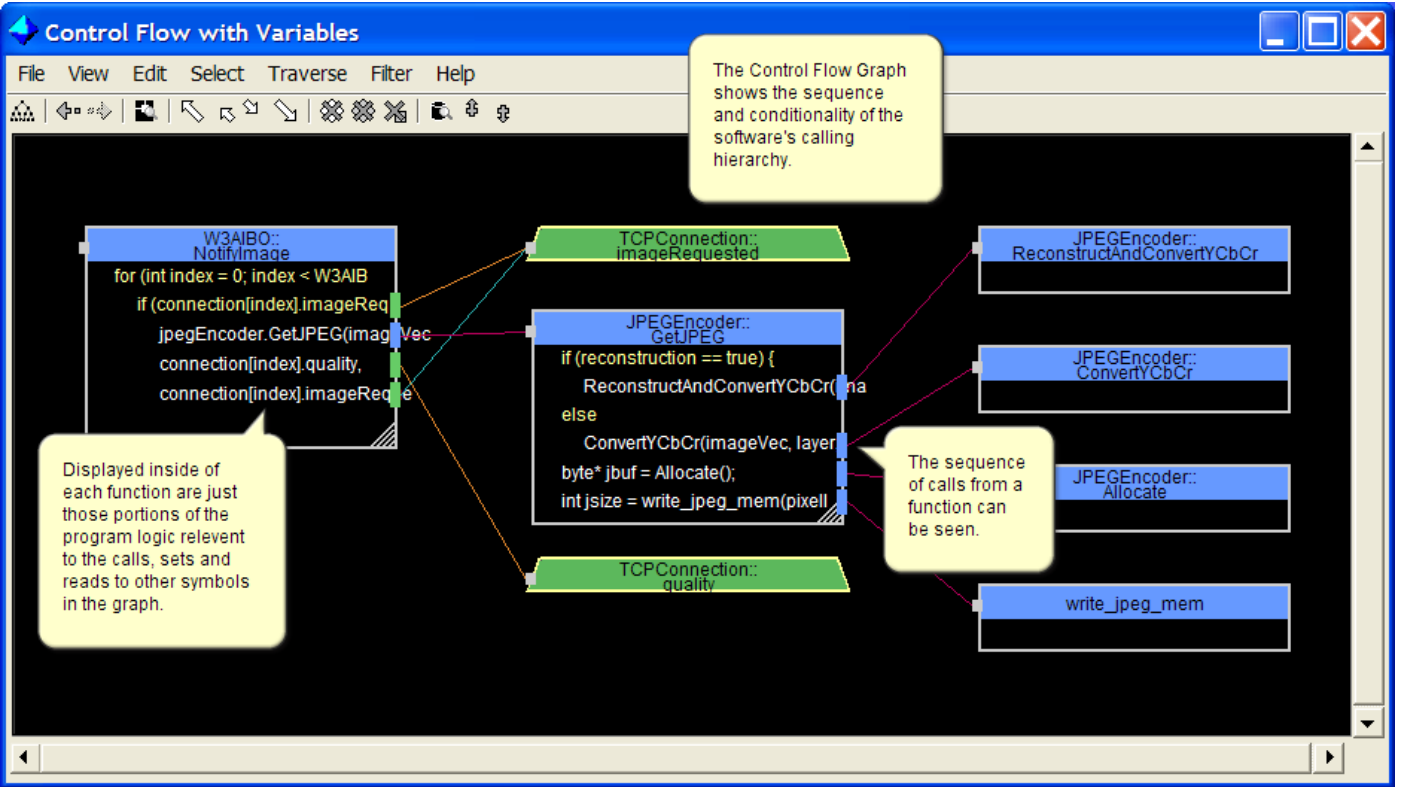 Control Flow with Variables
File View Edit Select Traverse Filter Help
The Control Flow Graph
shows the sequence
and conditionality of the
software's calling
hierarchy.
W3AIBO::
NotifyImage
for (int index = 0; index < W3AIB
if (connection[index].imageReq
jpegEncoder.GetJPEG(imageVec
connection[index].quality,
connection[index].imageReque
TCPConnection::
imageRequested
JPEGEncoder::
GetJPEG
if (reconstruction == true) {
ReconstructAndConvertYCbCr(ima
else
ConvertYCbCr(imageVec, layer
byte* jbuf = Allocate();
int jsize = write_jpeg_mem(pixell
TCPConnection::
quality
JPEGEncoder::
ReconstructAndConvertYCbCr
JPEGEncoder::
ConvertYCbCr
JPEGEncoder::
Allocate
write_jpeg_mem
Displayed inside of
each function are just
those portions of the
program logic relevent
to the calls, sets and
reads to other symbols
in the graph.
The sequence
of calls from a
function can
be seen.